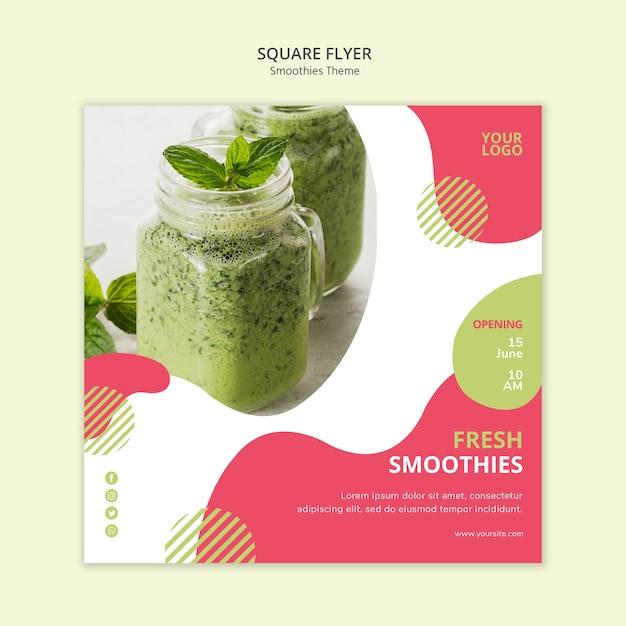 SQUARE FLYER
Smoothies Theme
YOUR
LOGO
OPENING
15
June
10
AM
FRESH
SMOOTHIES
Lorem ipsum dolor sit amet, consectetur
adipiscing elit, sed do eiusmod tempor incididunt.
www.yoursite.com